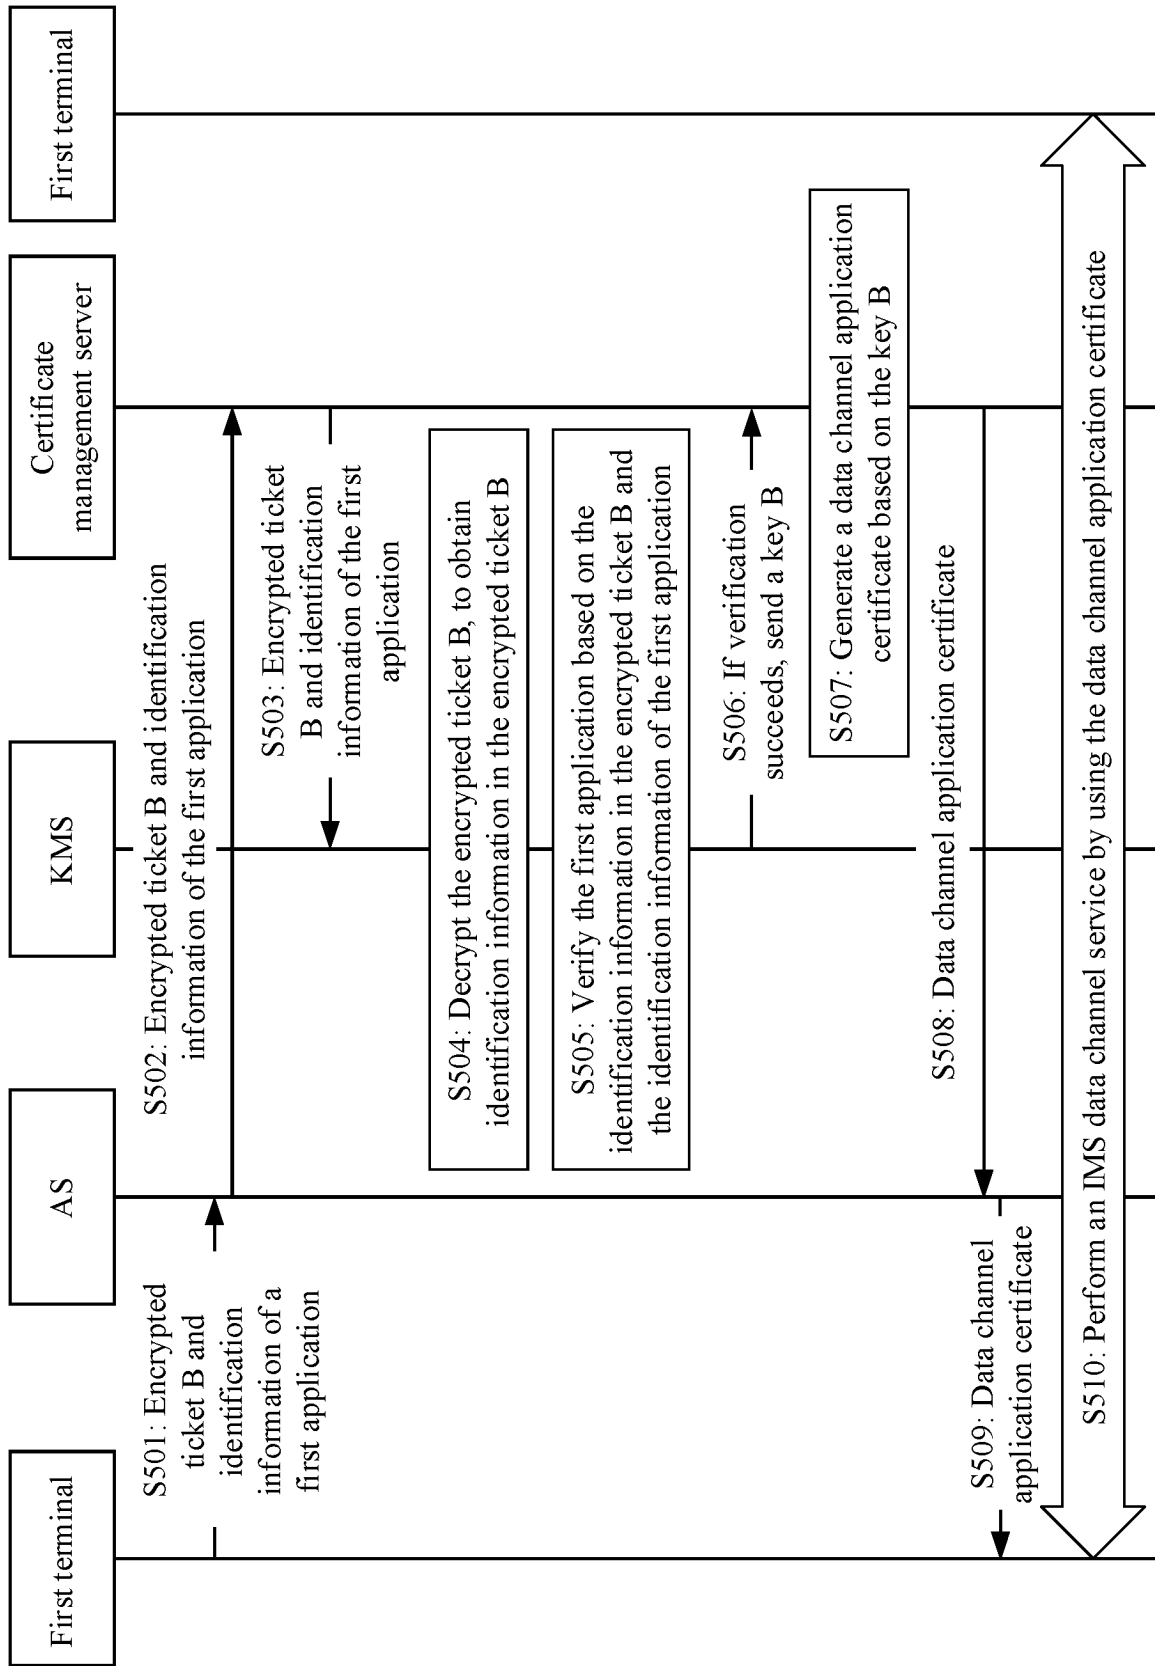 First terminal
AS
KMS
Certificate
management server
First terminal
S501: Encrypted
ticket B and
identification
information of a
first application
S502: Encrypted ticket B and identification
information of the first application
S503: Encrypted ticket
B and identification
information of the first
application
S504: Decrypt the encrypted ticket B, to obtain
identification information in the encrypted ticket B
S505: Verify the first application based on the
identification information in the encrypted ticket B and
the identification information of the first application
S506: If verification
succeeds, send a key B
S507: Generate a data channel application
certificate based on the key B
S508: Data channel application certificate
S509: Data channel
application certificate
S510: Perform an IMS data channel service by using the data channel application certificate